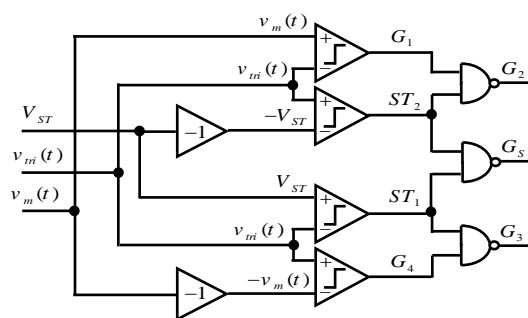 v_m(t)
G_1
+
−
G_2
v_tri(t)
V_ST
−V_ST
+
−
ST_2
−1
v_tri(t)
G_S
v_m(t)
V_ST
+
−
ST_1
v_tri(t)
G_3
+
−
G_4
−1
−v_m(t)